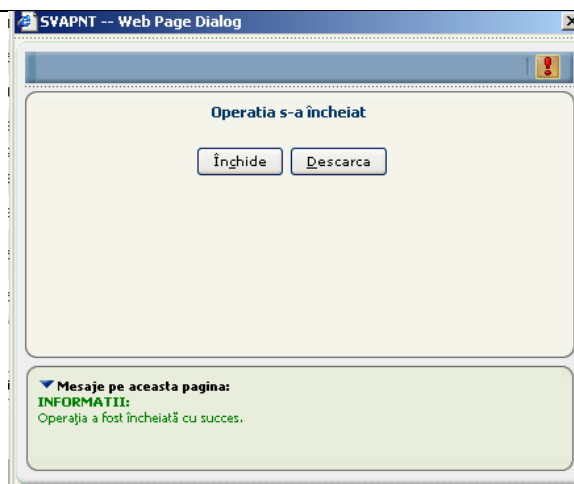 SVAPNT -- Web Page Dialog
Operatia s-a încheiat
Închide Descarca
Mesaje pe aceasta pagina:
INFORMATII:
Operaţia a fost încheiată cu succes.